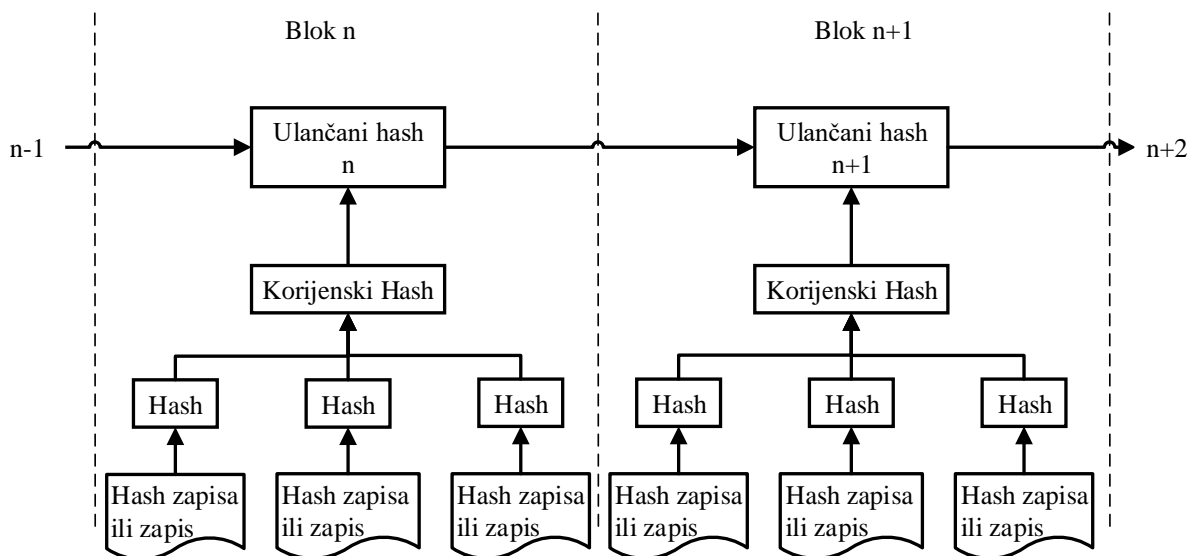 Blok n
Blok n+1
n-1
Ulančani hash
n
Ulančani hash
n+1
n+2
Korijenski Hash
Korijenski Hash
Hash
Hash
Hash
Hash
Hash
Hash
Hash zapisa
ili zapis
Hash zapisa
ili zapis
Hash zapisa
ili zapis
Hash zapisa
ili zapis
Hash zapisa
ili zapis
Hash zapisa
ili zapis